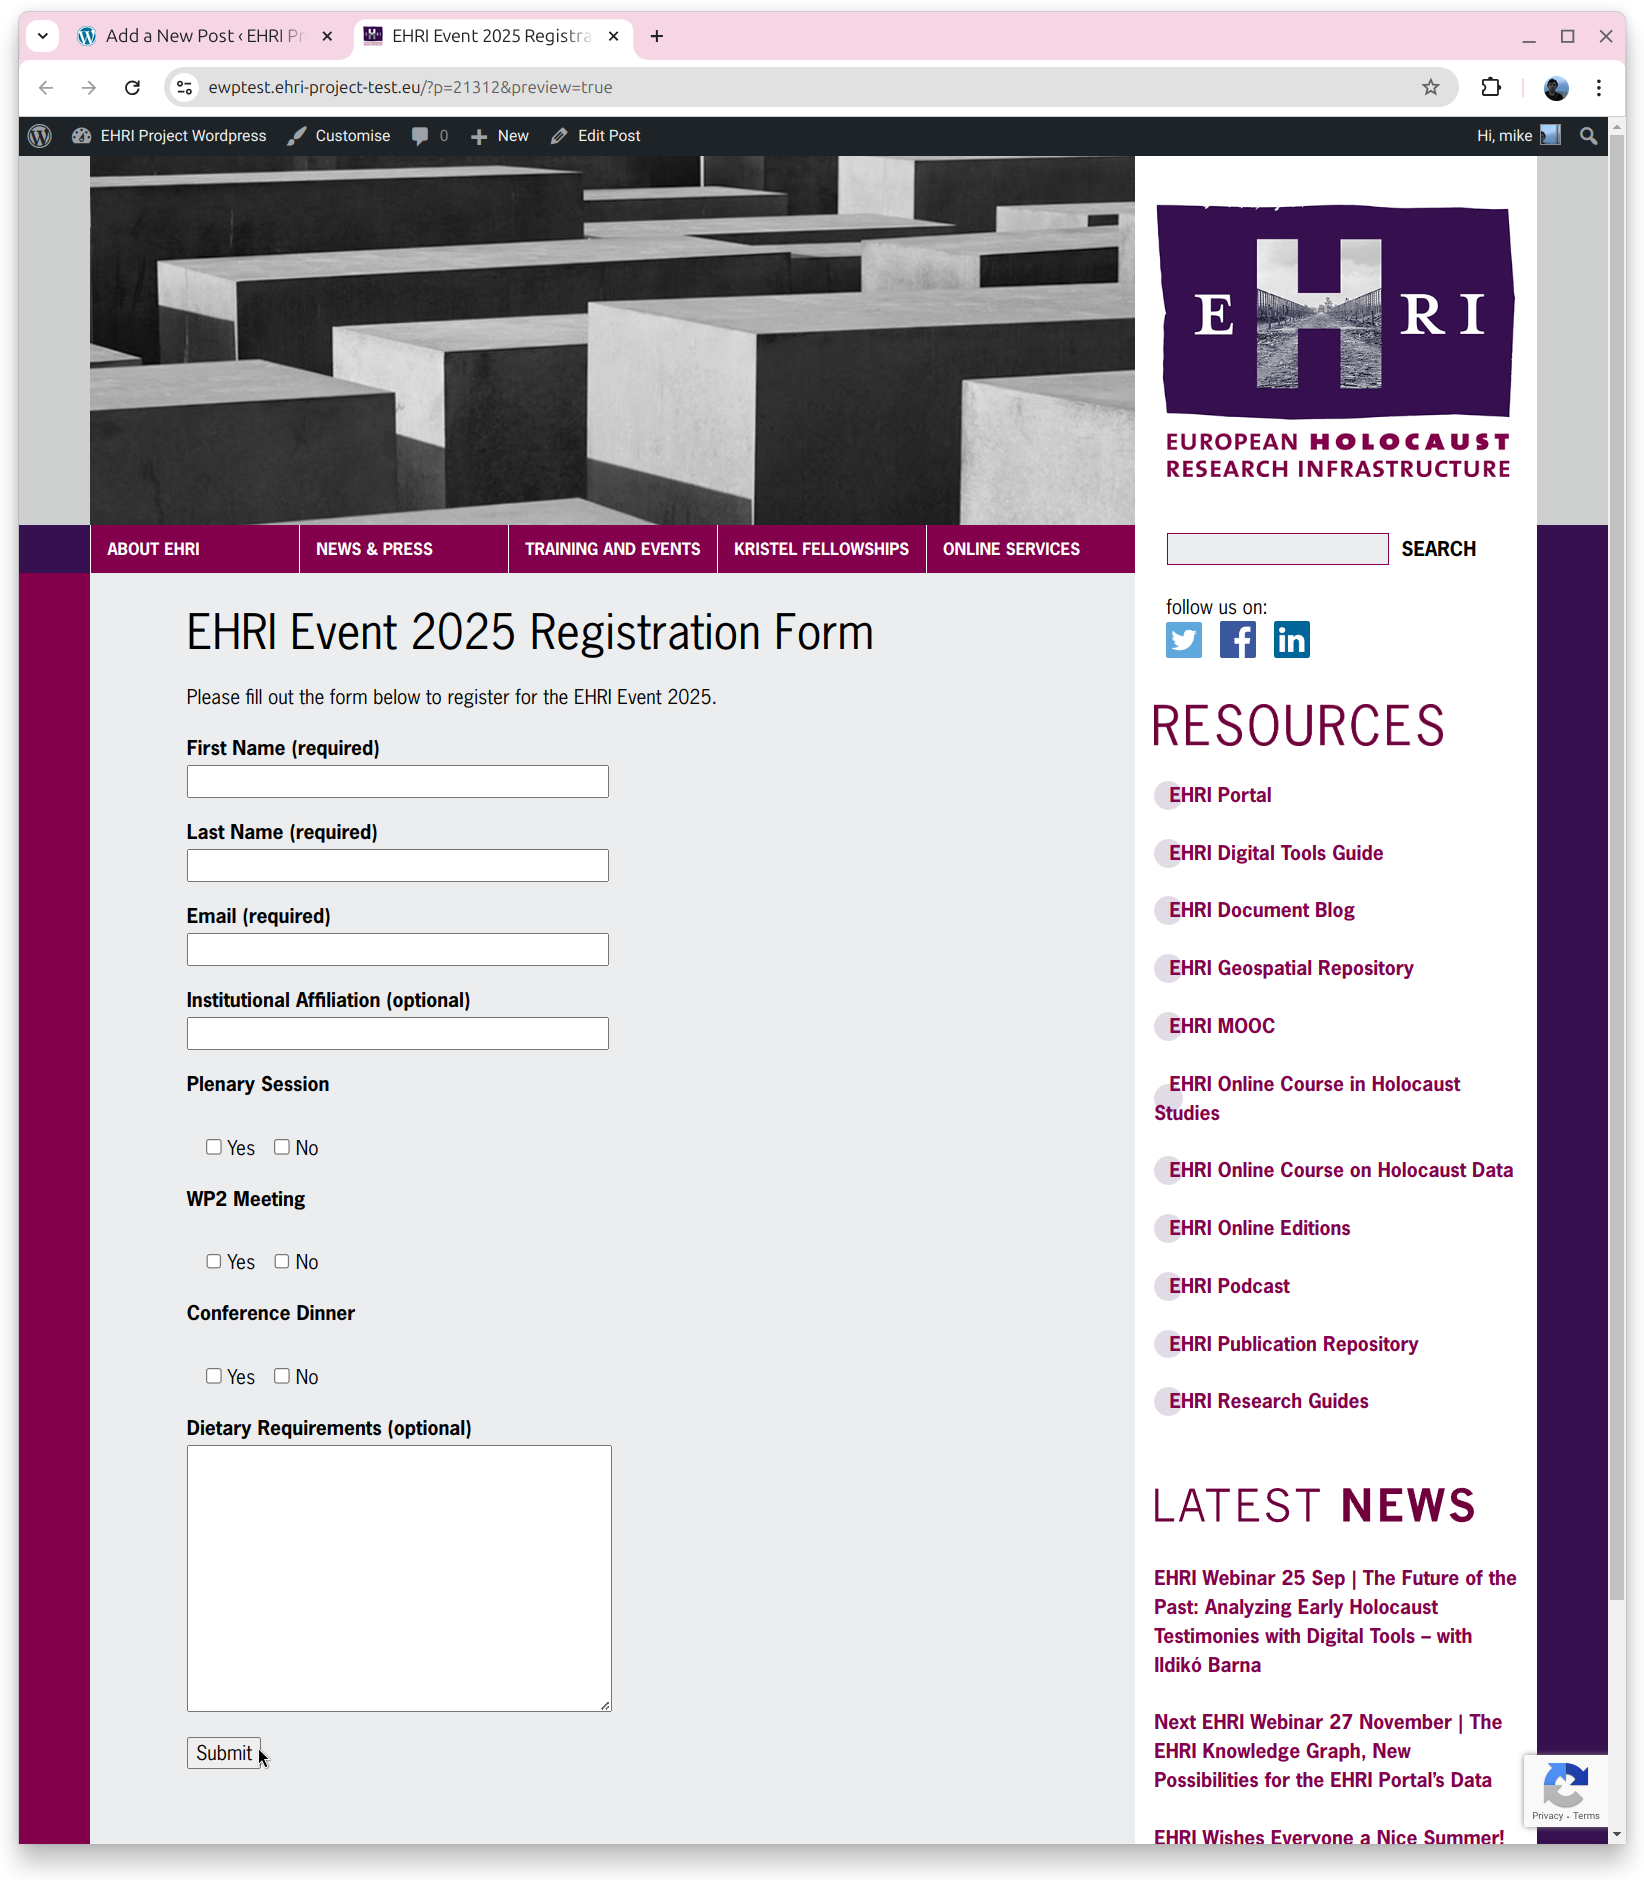 Add a New Post ‹ EHRI Pr
EHRI Event 2025 Registra
ewptest.ehri-project-test.eu/?p=21312&preview=true
EHRI Project Wordpress
Customise
0
New
Edit Post
Hi, mike
E H R I
EUROPEAN HOLOCAUST
RESEARCH INFRASTRUCTURE
ABOUT EHRI
NEWS & PRESS
TRAINING AND EVENTS
KRISTEL FELLOWSHIPS
ONLINE SERVICES
SEARCH
follow us on:
EHRI Event 2025 Registration Form
Please fill out the form below to register for the EHRI Event 2025.
First Name (required)
Last Name (required)
Email (required)
Institutional Affiliation (optional)
Plenary Session
Yes No
WP2 Meeting
Yes No
Conference Dinner
Yes No
Dietary Requirements (optional)
Submit
RESOURCES
EHRI Portal
EHRI Digital Tools Guide
EHRI Document Blog
EHRI Geospatial Repository
EHRI MOOC
EHRI Online Course in Holocaust
Studies
EHRI Online Course on Holocaust Data
EHRI Online Editions
EHRI Podcast
EHRI Publication Repository
EHRI Research Guides
LATEST NEWS
EHRI Webinar 25 Sep | The Future of the
Past: Analyzing Early Holocaust
Testimonies with Digital Tools – with
Ildikó Barna
Next EHRI Webinar 27 November | The
EHRI Knowledge Graph, New
Possibilities for the EHRI Portal's Data
EHRI Wishes Everyone a Nice Summer!
Privacy - Terms